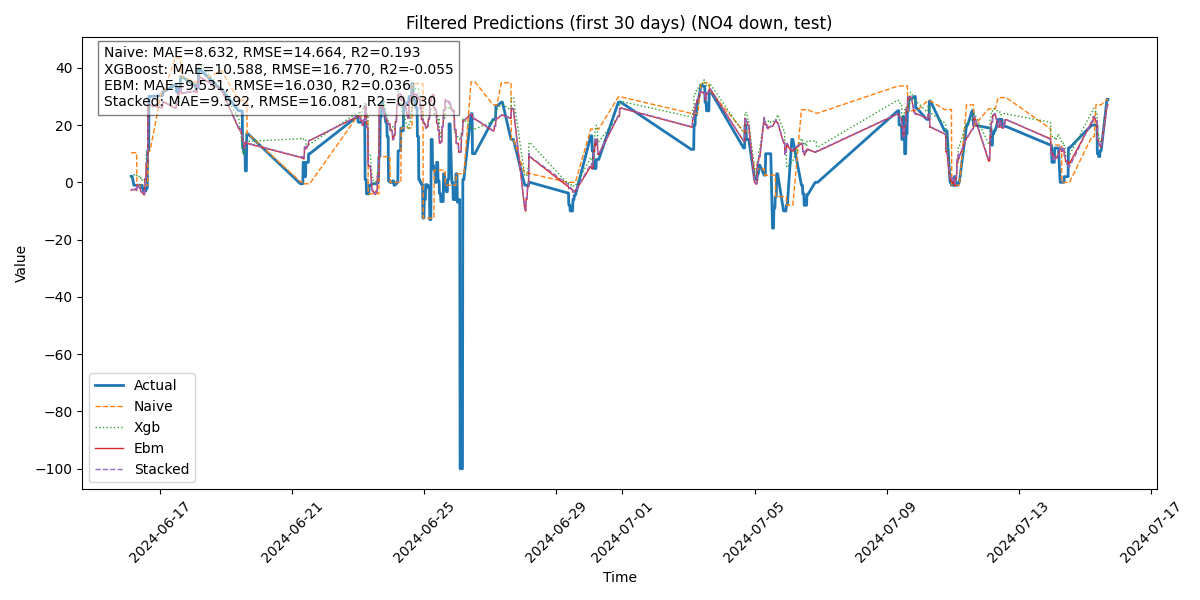 Filtered Predictions (first 30 days) (NO4 down, test)
Naive: MAE=8.632, RMSE=14.664, R2=0.193
XGBoost: MAE=10.588, RMSE=16.770, R2=-0.055
EBM: MAE=9.531, RMSE=16.030, R2=0.036
Stacked: MAE=9.592, RMSE=16.081, R2=0.030
40
20
0
−20
−40
−60
−80
−100
Value
Actual
Naive
Xgb
Ebm
Stacked
2024-06-17
2024-06-21
2024-06-25
2024-06-29
2024-07-01
2024-07-05
2024-07-09
2024-07-13
2024-07-17
Time